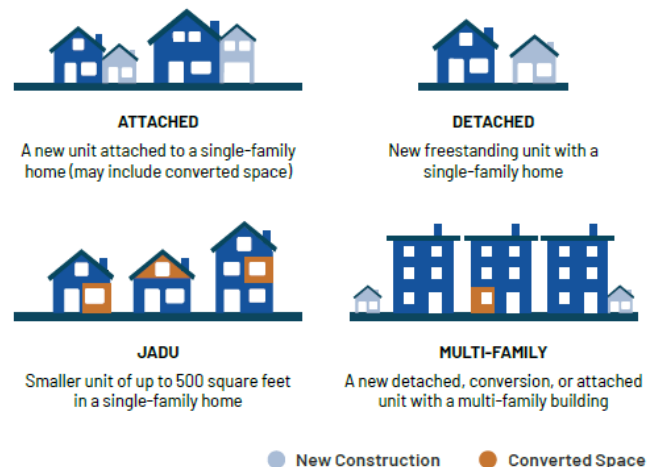 ATTACHED
A new unit attached to a single-family
home (may include converted space)
DETACHED
New freestanding unit with a
single-family home
JADU
Smaller unit of up to 500 square feet
in a single-family home
MULTI-FAMILY
A new detached, conversion, or attached
unit with a multi-family building
New Construction
Converted Space